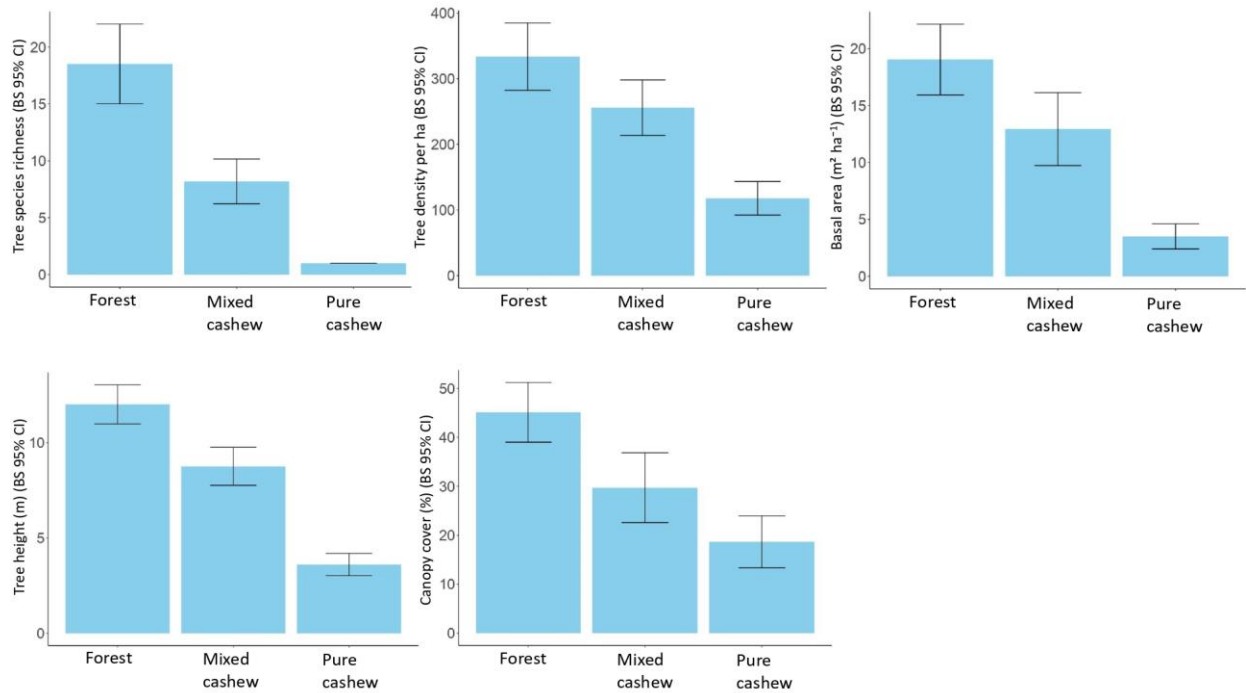 Tree species richness (BS 95% CI)
20
15
10
5
0
Forest
Mixed
cashew
Pure
cashew
Tree density per ha (BS 95% CI)
400
300
200
100
0
Forest
Mixed
cashew
Pure
cashew
Basal area (m² ha⁻¹) (BS 95% CI)
20
15
10
5
0
Forest
Mixed
cashew
Pure
cashew
Tree height (m) (BS 95% CI)
10
5
0
Forest
Mixed
cashew
Pure
cashew
Canopy cover (%) (BS 95% CI)
50
40
30
20
10
0
Forest
Mixed
cashew
Pure
cashew